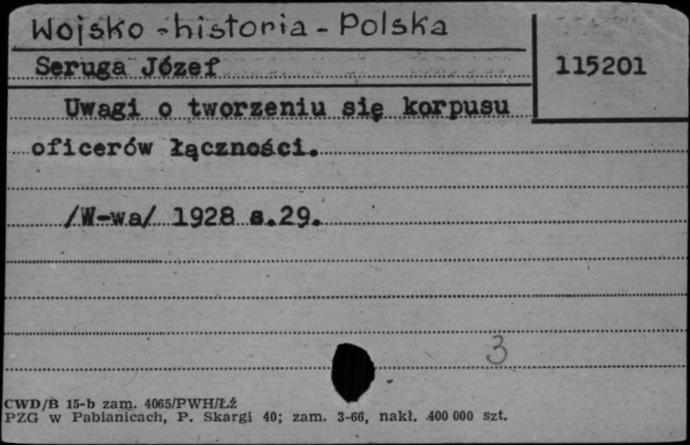 Wojsko - historia - Polska
Seruga Józef
115201
Uwagi o tworzeniu się korpusu
oficerów łączności.
/W-wa/ 1928 s.29.
3
CWD/B 15-b zam. 4065/PWH/ŁŹ
PZG w Pabianicach, P. Skargi 40; zam. 3-66, nakł. 400 000 szt.